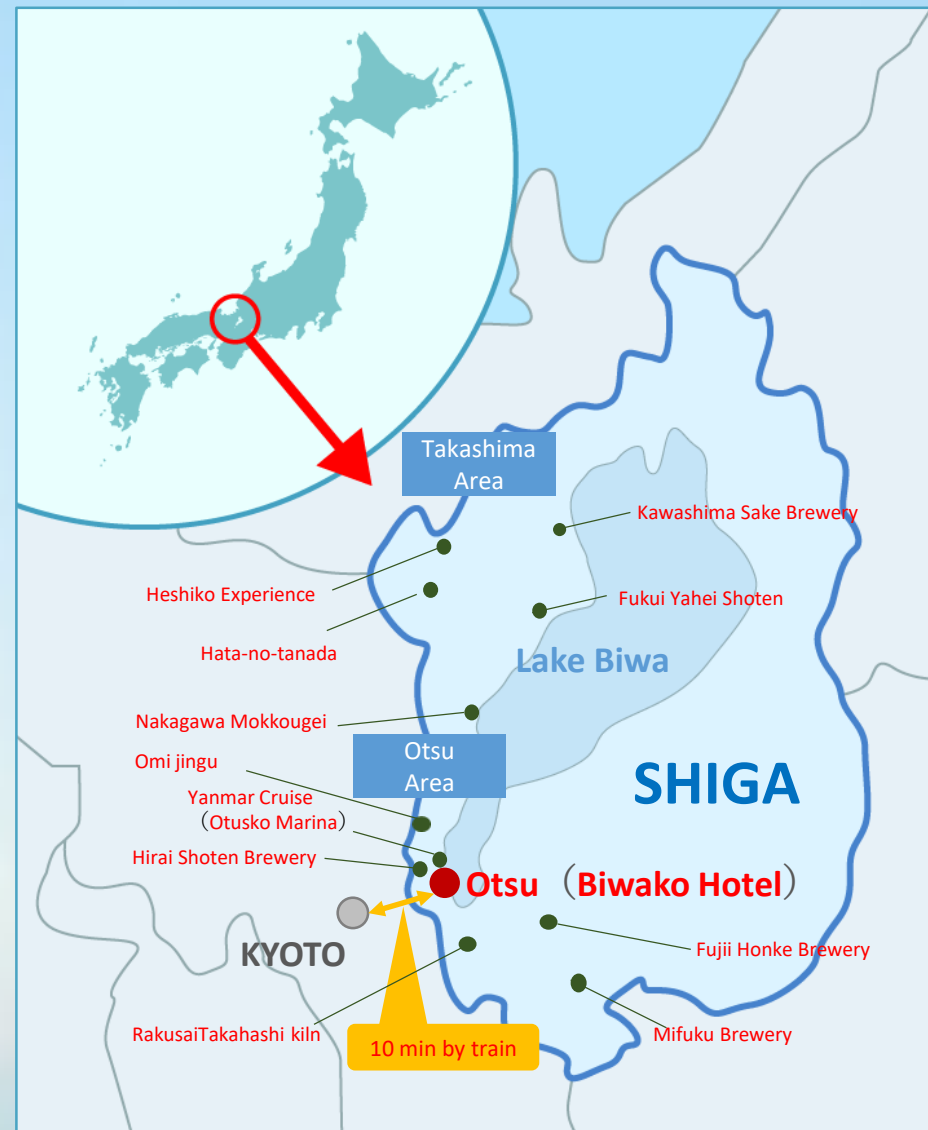 Takashima
Area
Kawashima Sake Brewery
Heshiko Experience
Fukui Yahei Shoten
Hata-no-tanada
Lake Biwa
Nakagawa Mokkougei
Otsu
Area
Omi jingu
SHIGA
Yanmar Cruise
（Otusko Marina）
Hirai Shoten Brewery
Otsu （Biwako Hotel）
KYOTO
Fujii Honke Brewery
RakusaiTakahashi kiln
10 min by train
Mifuku Brewery